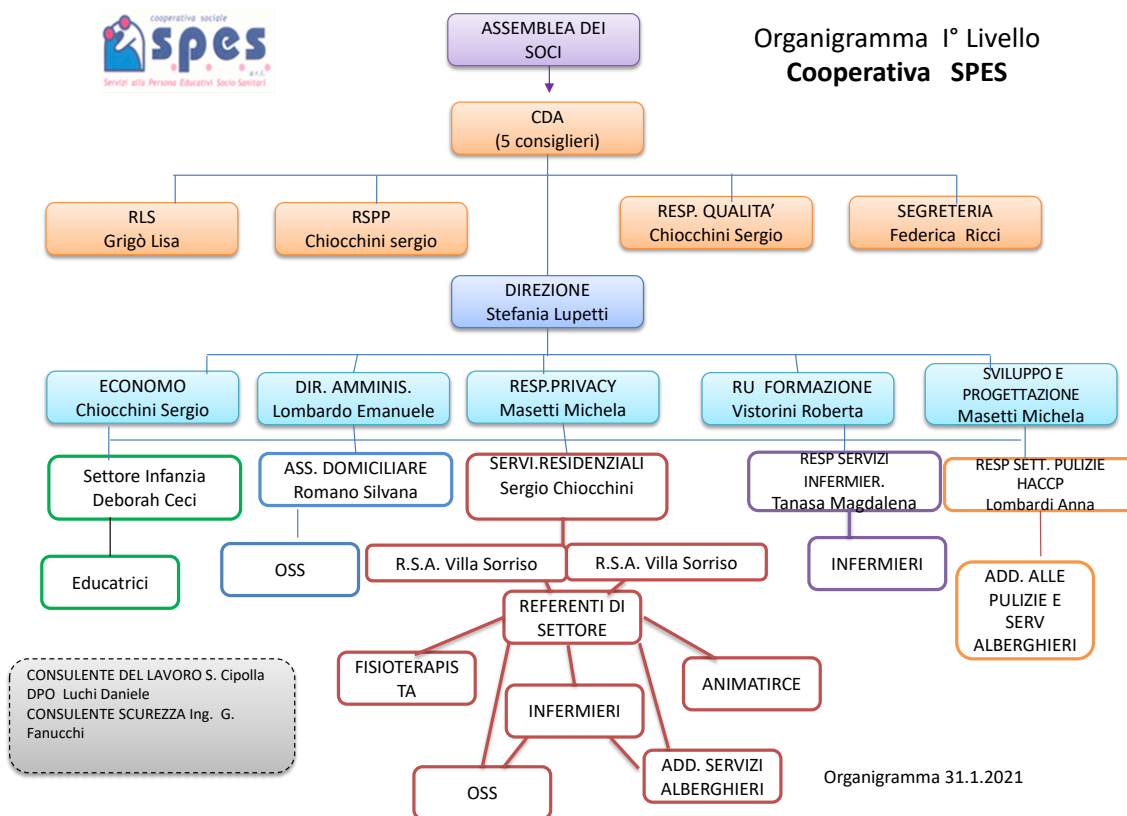 cooperativa sociale
s.p.e.s.
a r.l.
Servizi alla Persona Educativi Socio-Sanitari
ASSEMBLEA DEI
SOCI
Organigramma I° Livello
Cooperativa SPES
CDA
(5 consiglieri)
RLS
Grigò Lisa
RSPP
Chiocchini sergio
RESP. QUALITA’
Chiocchini Sergio
SEGRETERIA
Federica Ricci
DIREZIONE
Stefania Lupetti
ECONOMO
Chiocchini Sergio
DIR. AMMINIS.
Lombardo Emanuele
RESP.PRIVACY
Masetti Michela
RU FORMAZIONE
Vistorini Roberta
SVILUPPO E
PROGETTAZIONE
Masetti Michela
Settore Infanzia
Deborah Ceci
ASS. DOMICILIARE
Romano Silvana
SERVI.RESIDENZIALI
Sergio Chiocchini
RESP SERVIZI
INFERMIER.
Tanasa Magdalena
RESP SETT. PULIZIE
HACCP
Lombardi Anna
Educatrici
OSS
R.S.A. Villa Sorriso
R.S.A. Villa Sorriso
INFERMIERI
ADD. ALLE
PULIZIE E
SERV
ALBERGHIERI
REFERENTI DI
SETTORE
FISIOTERAPIS
TA
INFERMIERI
ANIMATIRCE
OSS
ADD. SERVIZI
ALBERGHIERI
CONSULENTE DEL LAVORO S. Cipolla
DPO Luchi Daniele
CONSULENTE SCUREZZA Ing. G.
Fanucchi
Organigramma 31.1.2021